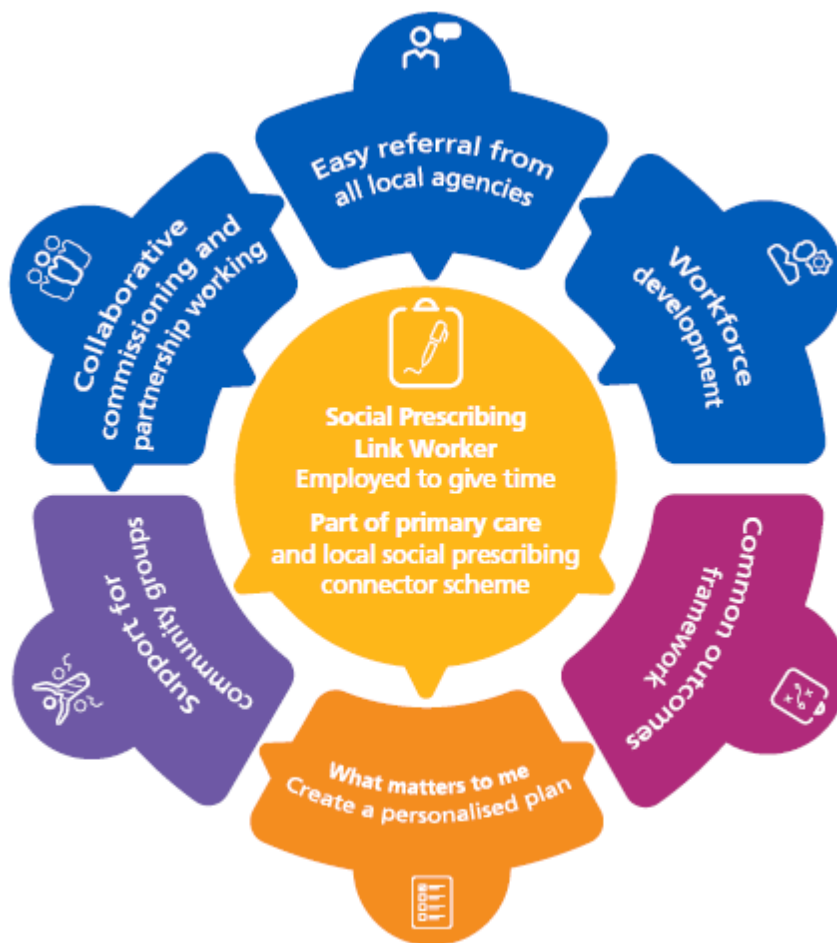 Easy referral from
all local agencies
Workforce
development
Common outcomes
framework
What matters to me
Create a personalised plan
Support for
community groups
Collaborative
commissioning and
partnership working
Social Prescribing
Link Worker
Employed to give time
Part of primary care
and local social prescribing
connector scheme